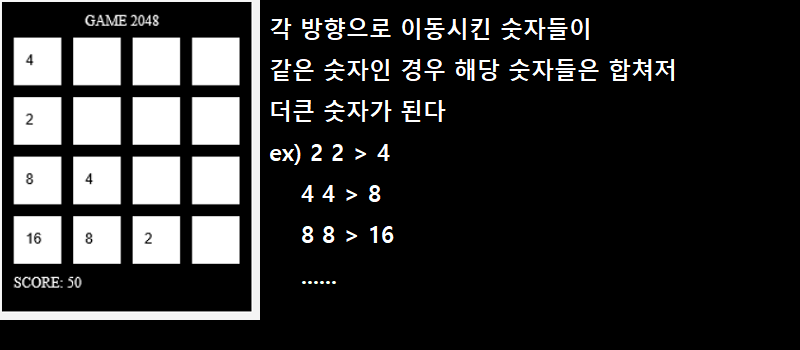 GAME 2048
4
2
8 4
16 8 2
SCORE: 50
각 방향으로 이동시킨 숫자들이
같은 숫자인 경우 해당 숫자들은 합쳐저
더큰 숫자가 된다
ex) 2 2 > 4
4 4 > 8
8 8 > 16
......